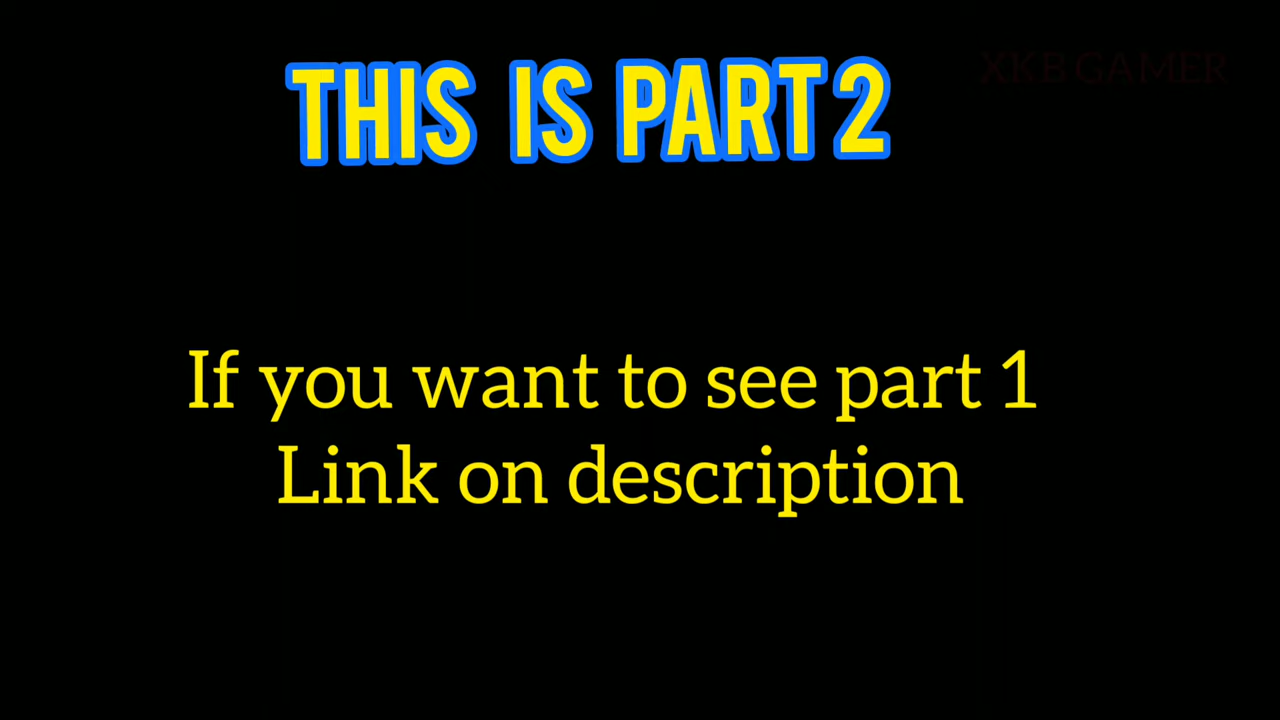 THIS IS PART 2
XKB GAMER
If you want to see part 1
Link on description